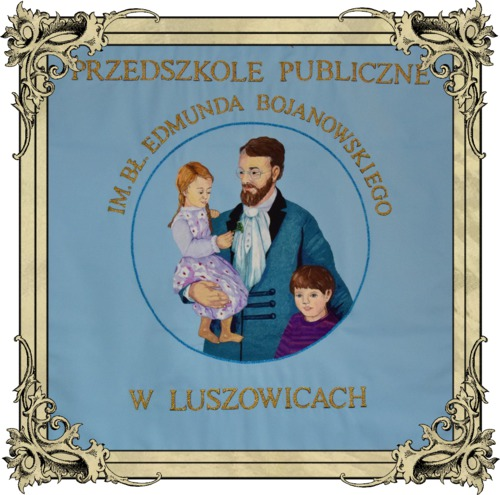 PRZEDSZKOLE PUBLICZNE
IM. BŁ. EDMUNDA BOJANOWSKIEGO
W LUSZOWICACH